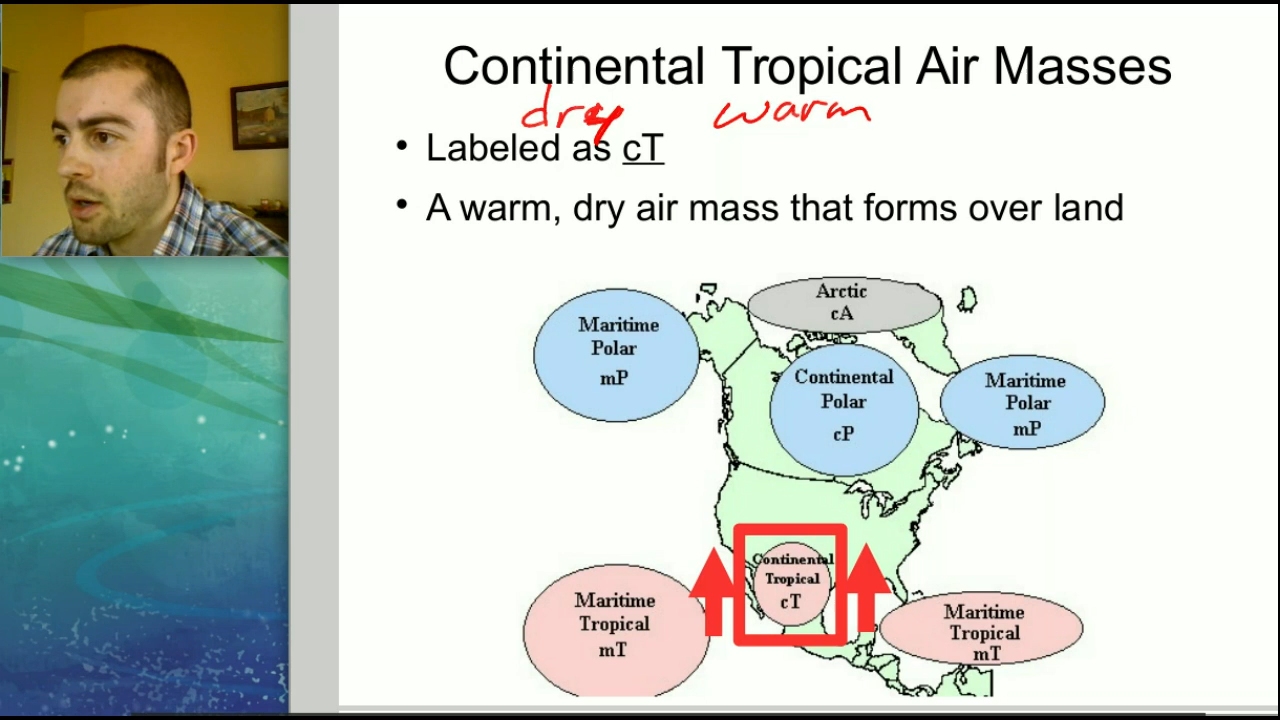 Continental Tropical Air Masses
dry warm
• Labeled as cT
• A warm, dry air mass that forms over land
Arctic
cA
Maritime
Polar
mP
Continental
Polar
cP
Maritime
Polar
mP
Continental
Tropical
cT
Maritime
Tropical
mT
Maritime
Tropical
mT